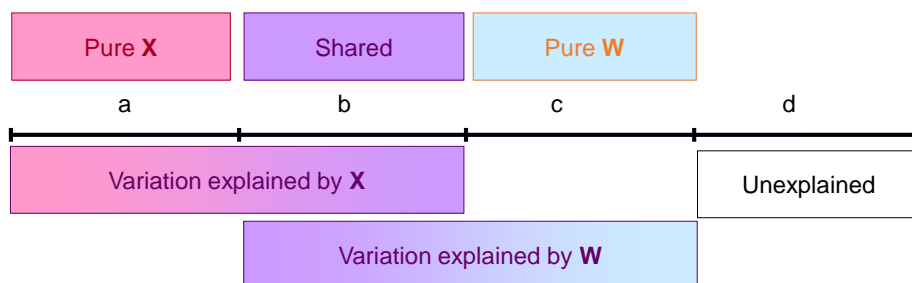 Pure X
Shared
Pure W
a
b
c
d
Variation explained by X
Unexplained
Variation explained by W